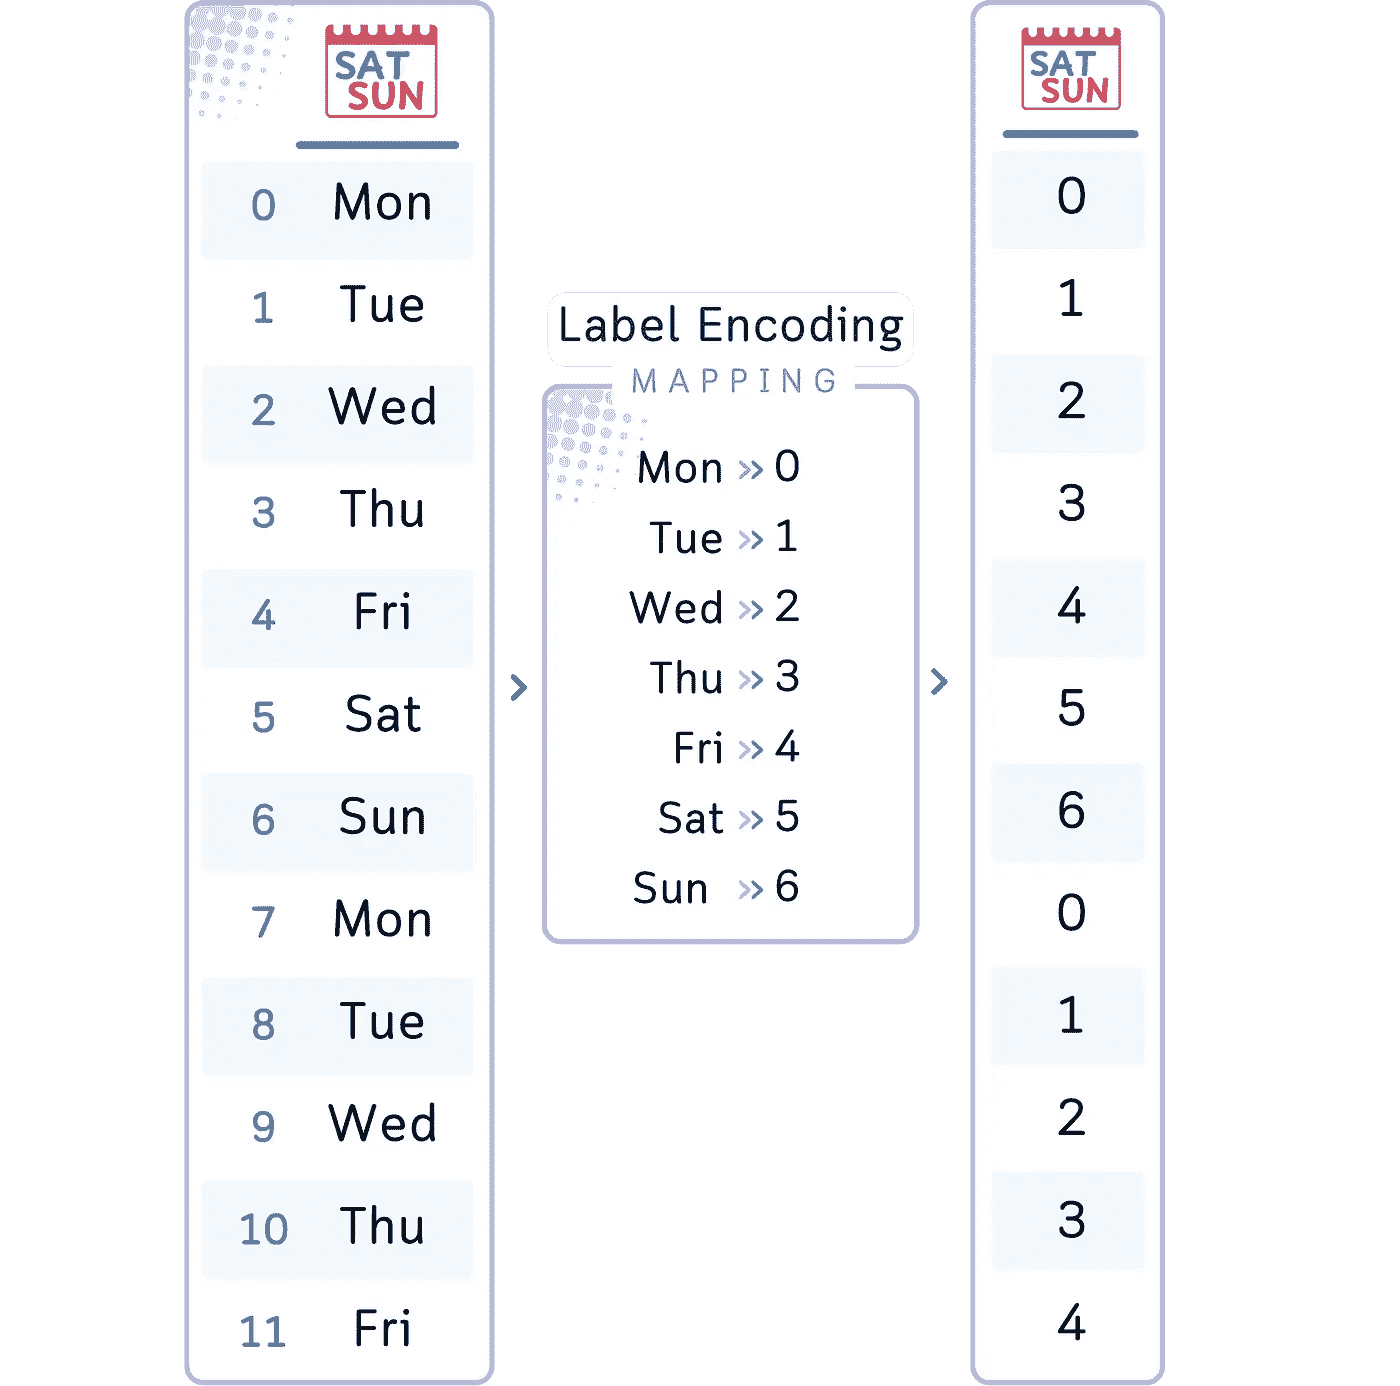 SAT
SUN
0 Mon
1 Tue
2 Wed
3 Thu
4 Fri
5 Sat
6 Sun
7 Mon
8 Tue
9 Wed
10 Thu
11 Fri
Label Encoding
MAPPING
Mon » 0
Tue » 1
Wed » 2
Thu » 3
Fri » 4
Sat » 5
Sun » 6
SAT
SUN
0
1
2
3
4
5
6
0
1
2
3
4